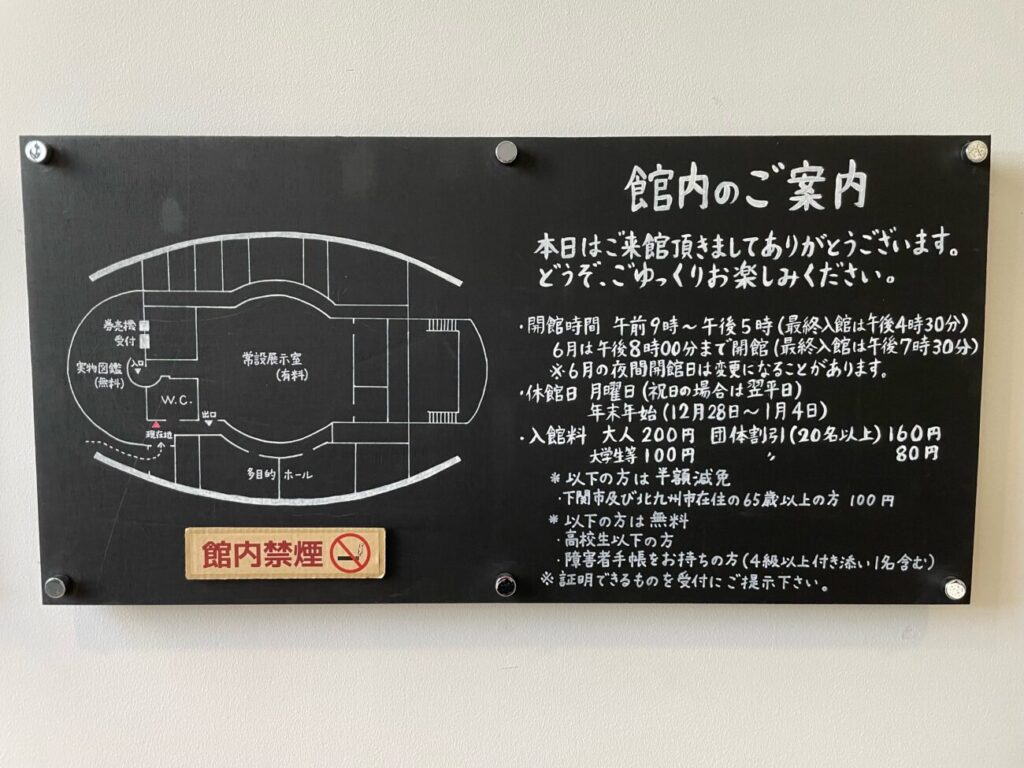 館内のご案内
本日はご来館頂きましてありがとうございます。
どうぞ、ごゆっくりお楽しみください。
・開館時間 午前9時～午後5時(最終入館は午後4時30分)
6月は午後8時00分まで開館(最終入館は午後7時30分)
※6月の夜間開館日は変更になることがあります。
・休館日 月曜日(祝日の場合は翌平日)
年末年始(12月28日～1月4日)
・入館料 大人200円 団体割引(20名以上)160円
大学生等100円 〃 80円
*以下の方は半額減免
・下関市及び北九州市在住の65歳以上の方 100円
*以下の方は無料
・高校生以下の方
・障害者手帳をお持ちの方(4級以上付き添い1名含む)
※証明できるものを受付にご提示下さい。
券売機
受付
入口
実物図鑑
(無料)
常設展示室
(有料)
W.C.
出口
現在地
多目的ホール
館内禁煙